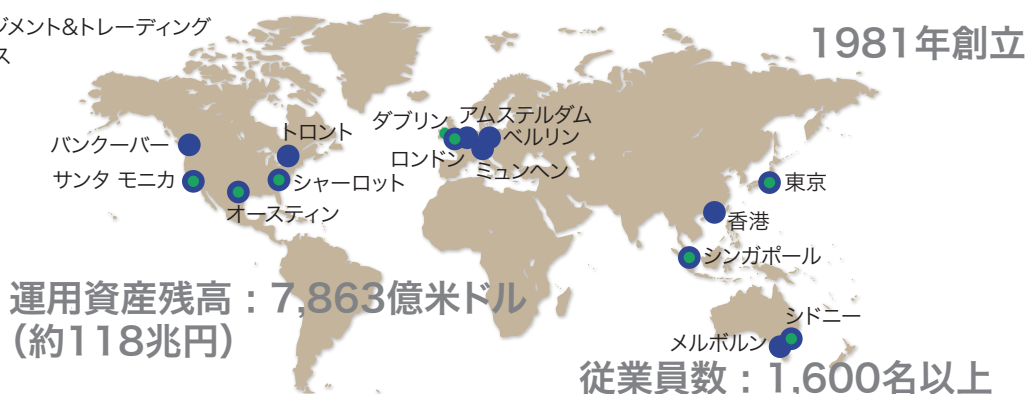 ジメント&トレーディング
ス
1981年創立
ダブリン
アムステルダム
ベルリン
ロンドン
ミュンヘン
バンクーバー
トロント
サンタ モニカ
シャーロット
オースティン
東京
香港
シンガポール
運用資産残高：7,863億米ドル
（約118兆円）
シドニー
メルボルン
従業員数：1,600名以上